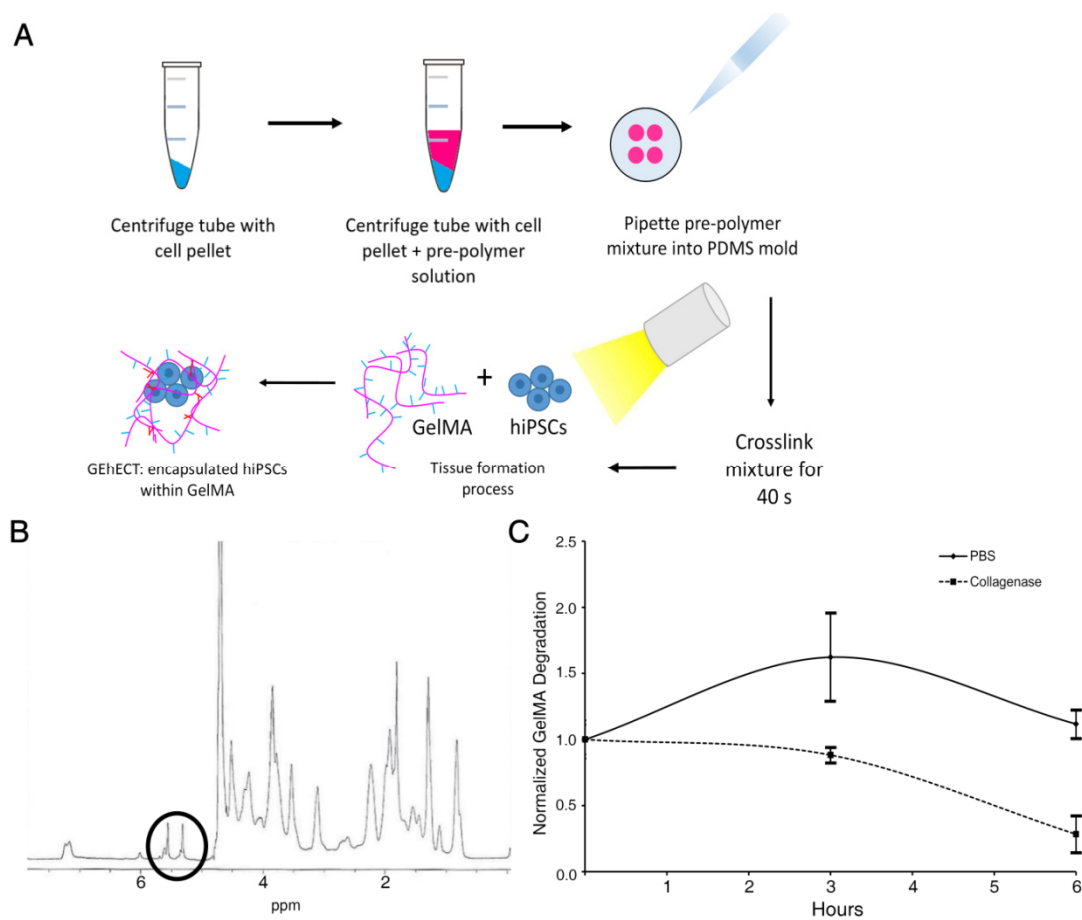 A
Centrifuge tube with
cell pellet
Centrifuge tube with cell
pellet + pre-polymer
solution
Pipette pre-polymer
mixture into PDMS mold
GelMA
+
hiPSCs
Crosslink
mixture for
40 s
Tissue formation
process
GEhECT: encapsulated hiPSCs
within GelMA
B
6
4
2
0
ppm
C
Normalized GelMA Degradation
2.5
2.0
1.5
1.0
0.5
0.0
PBS
Collagenase
1
2
3
4
5
6
Hours